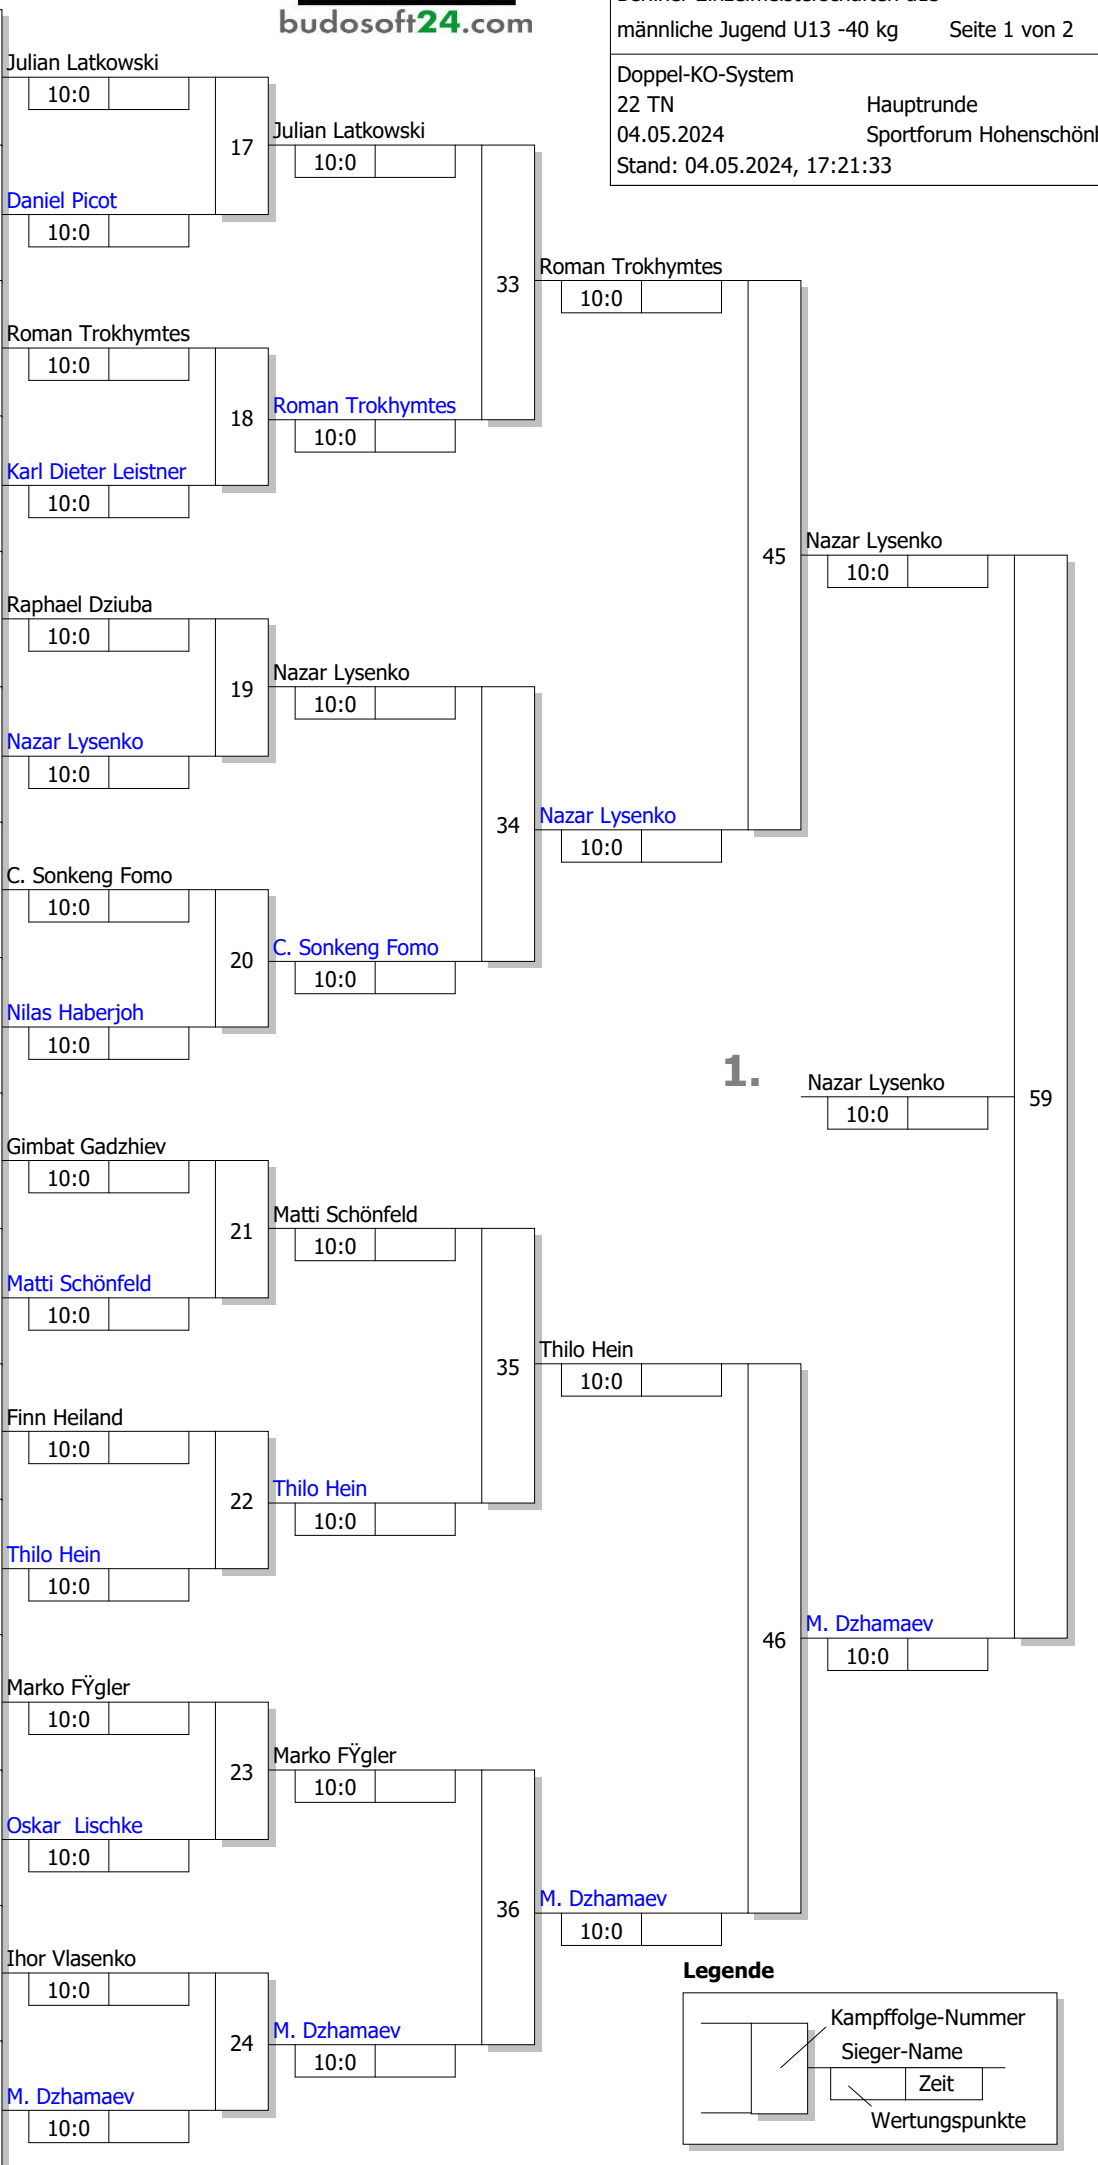 budosoft24.com
männliche Jugend U13 -40 kg Seite 1 von 2
Doppel-KO-System
22 TN Hauptrunde
04.05.2024 Sportforum
Stand: 04.05.2024, 17:21:33
Julian Latkowski
10:0
17
Daniel Picot
10:0
Julian Latkowski
10:0
33
Roman Trokhymtes
10:0
Roman Trokhymtes
10:0
18
Karl Dieter Leistner
10:0
Roman Trokhymtes
10:0
45
Nazar Lysenko
10:0
Raphael Dziuba
10:0
19
Nazar Lysenko
10:0
Nazar Lysenko
10:0
34
Nazar Lysenko
10:0
C. Sonkeng Fomo
10:0
20
Nilas Haberjoh
10:0
C. Sonkeng Fomo
10:0
1.
Nazar Lysenko
10:0
59
Gimbat Gadzhiev
10:0
21
Matti Schönfeld
10:0
Matti Schönfeld
10:0
35
Thilo Hein
10:0
Finn Heiland
10:0
22
Thilo Hein
10:0
Thilo Hein
10:0
46
M. Dzhamaev
10:0
Marko FŸgler
10:0
23
Oskar Lischke
10:0
Marko FŸgler
10:0
36
M. Dzhamaev
10:0
Ihor Vlasenko
10:0
24
M. Dzhamaev
10:0
M. Dzhamaev
10:0
Legende
Kampffolge-Nummer
Sieger-Name
Zeit
Wertungspunkte